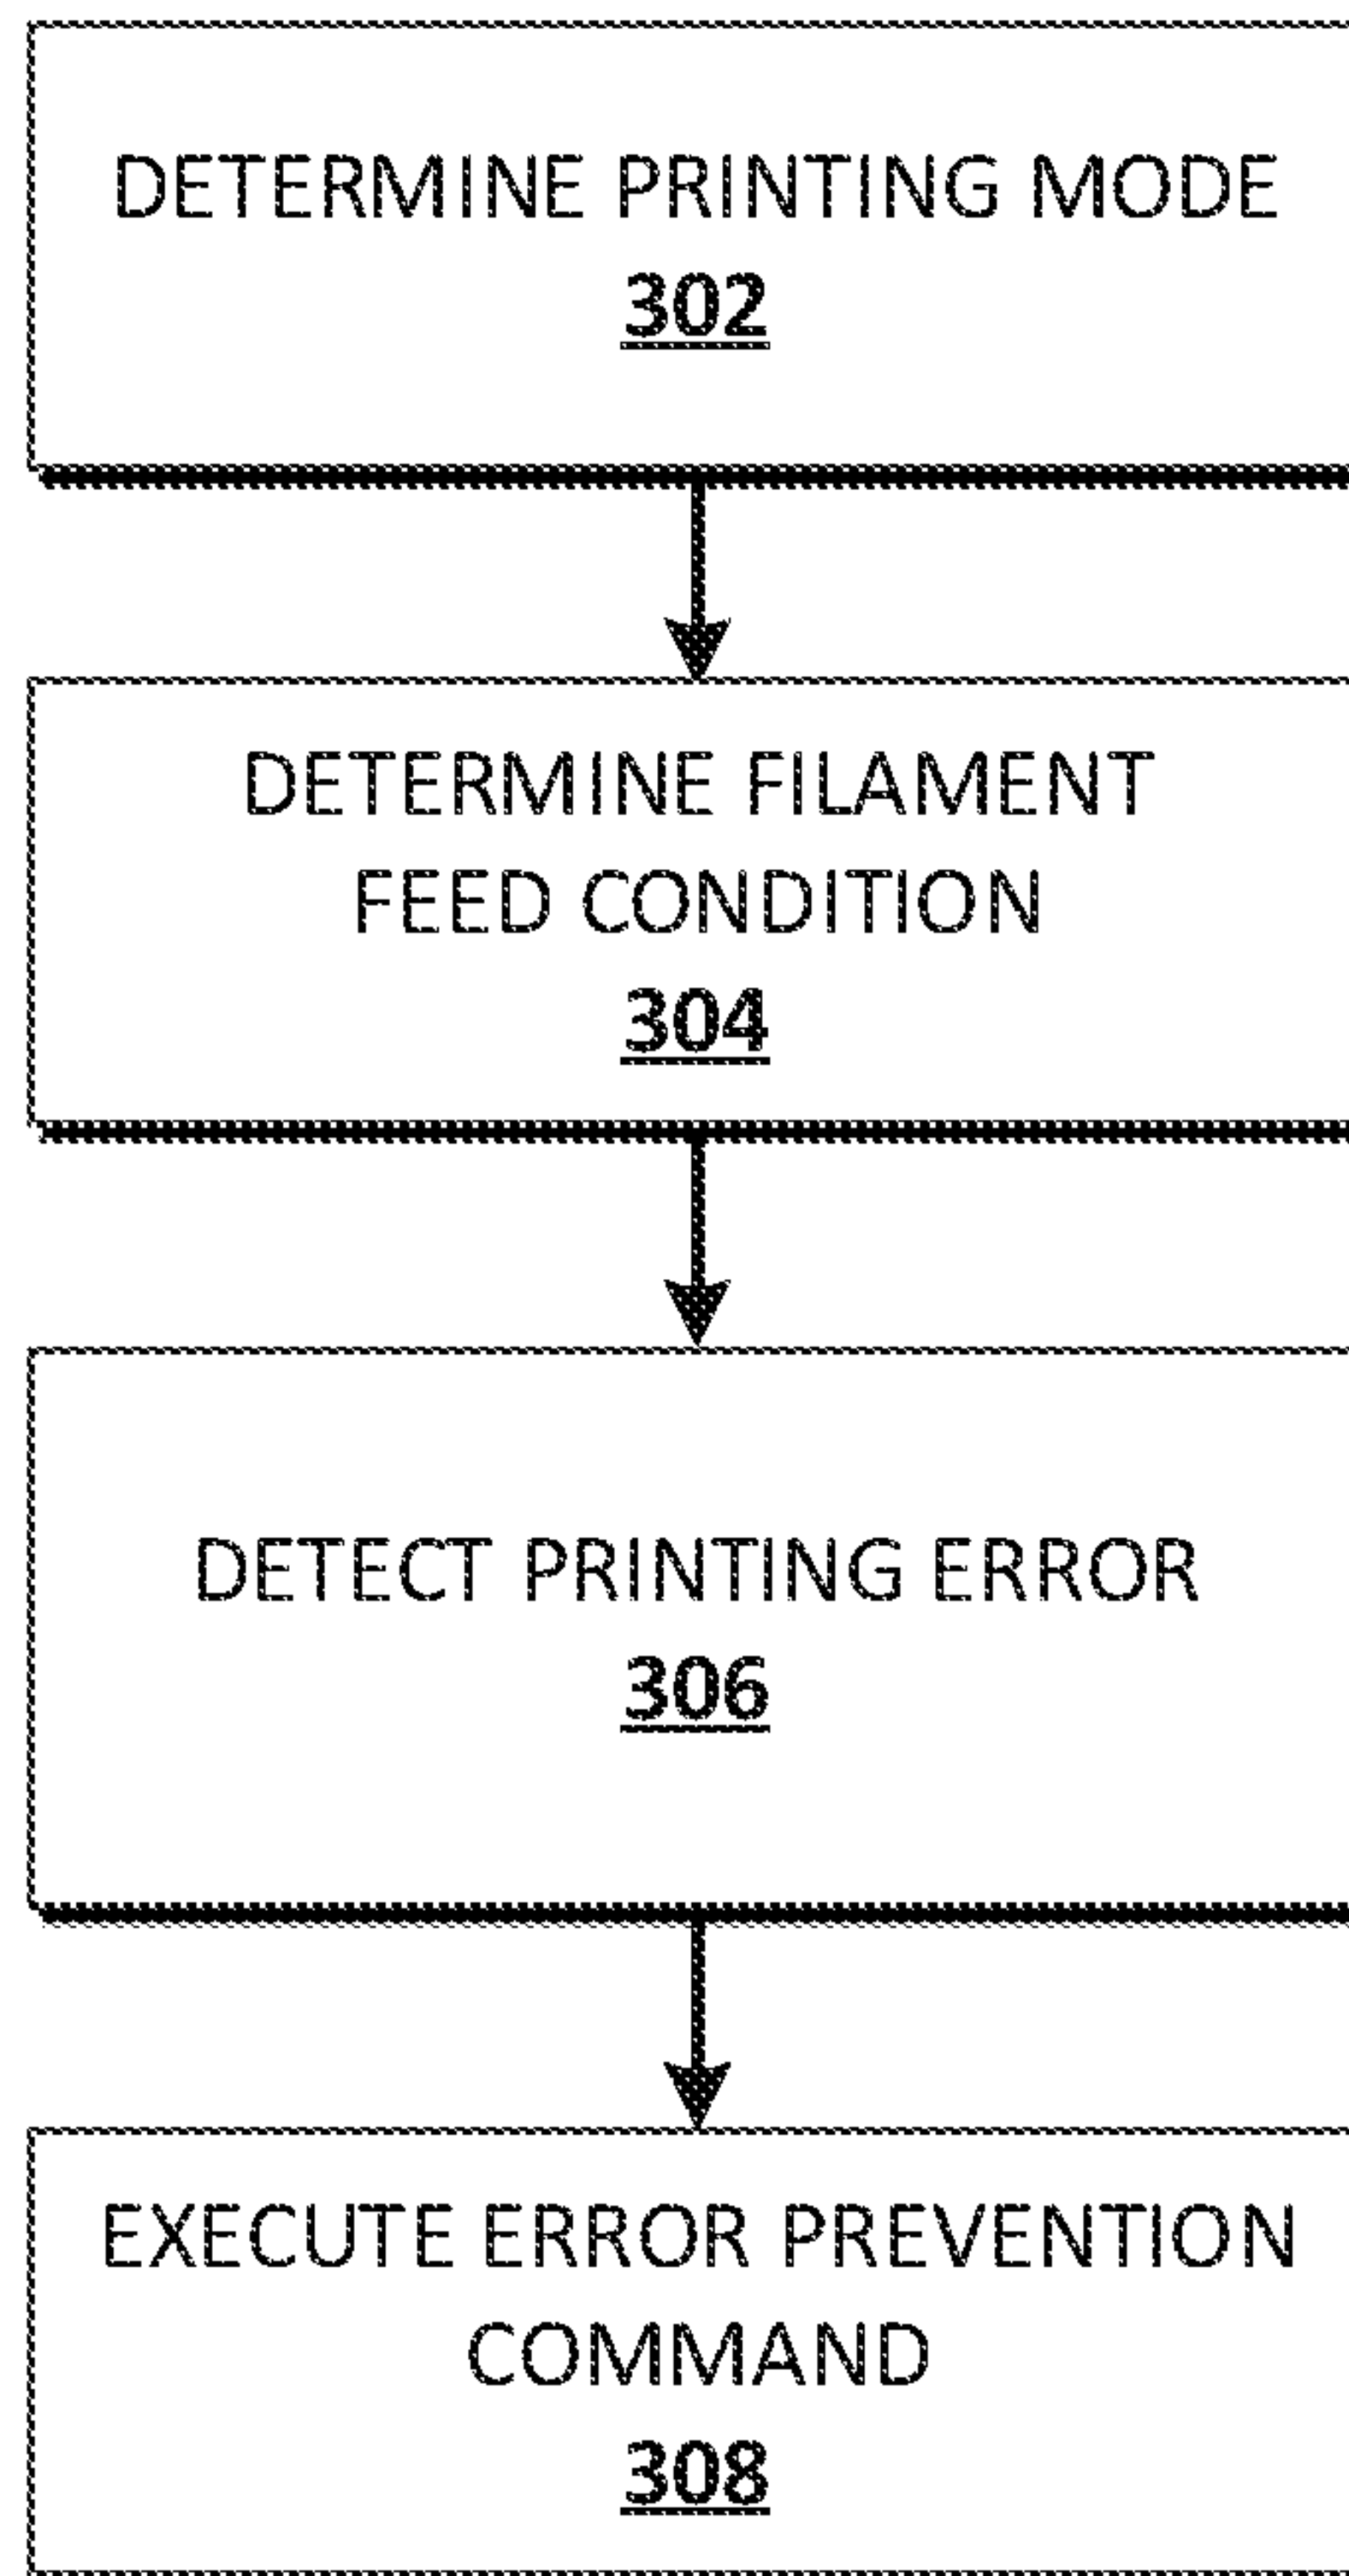 DETERMINE PRINTING MODE
302
DETERMINE FILAMENT
FEED CONDITION
304
DETECT PRINTING ERROR
306
EXECUTE ERROR PREVENTION
COMMAND
308